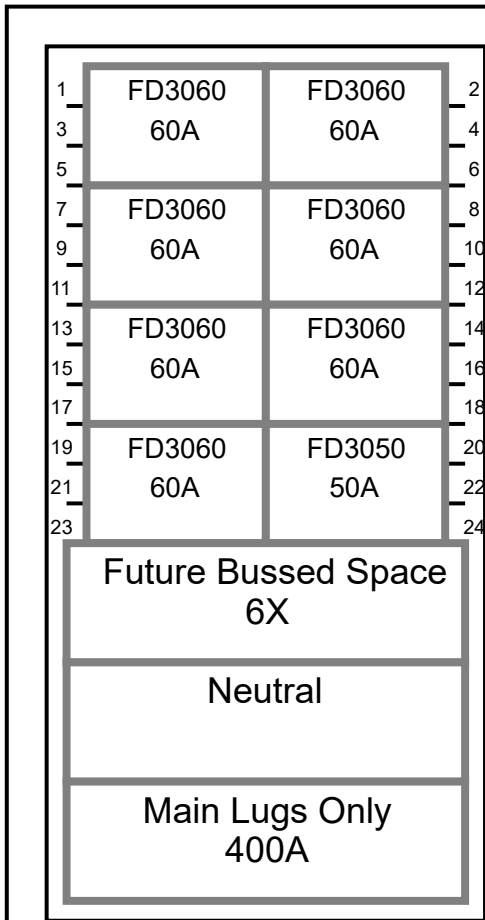 1 FD3060 FD3060 2
3 60A 60A 4
5 6
7 FD3060 FD3060 8
9 60A 60A 10
11 12
13 FD3060 FD3060 14
15 60A 60A 16
17 18
19 FD3060 FD3050 20
21 60A 50A 22
23 24
Future Bussed Space
6X
Neutral
Main Lugs Only
400A